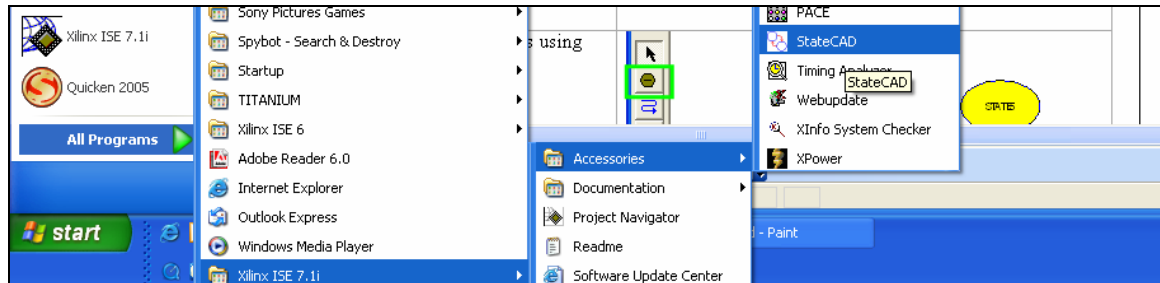 Xilinx ISE 7.1i
Quicken 2005
All Programs
start
Sony Pictures Games
Spybot - Search & Destroy
Startup
TITANIUM
Xilinx ISE 6
Adobe Reader 6.0
Internet Explorer
Outlook Express
Windows Media Player
Xilinx ISE 7.1i
using
Accessories
Documentation
Project Navigator
Readme
Software Update Center
PACE
StateCAD
Timing Analyzer
StateCAD
Webupdate
XInfo System Checker
XPower
- Paint